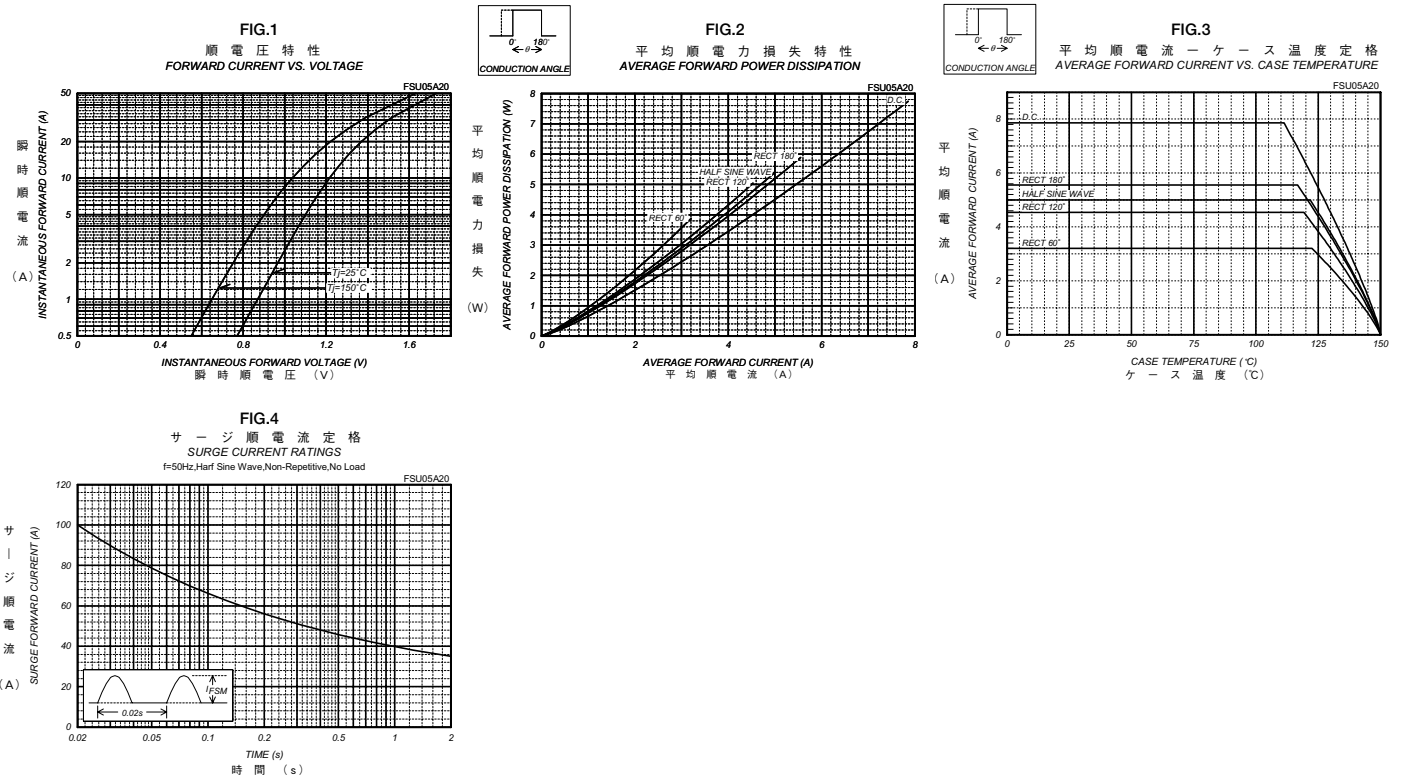 FIG.1
順電圧特性
FORWARD CURRENT VS. VOLTAGE
FSU05A20
瞬時順電流 (A)
INSTANTANEOUS FORWARD CURRENT (A)
50
20
10
5
2
1
0.5
Tj=25°C
Tj=150°C
0 0.4 0.8 1.2 1.6
INSTANTANEOUS FORWARD VOLTAGE (V)
瞬時順電圧 (V)
0° 180°
θ
CONDUCTION ANGLE
FIG.2
平均順電力損失特性
AVERAGE FORWARD POWER DISSIPATION
FSU05A20
平均順電力損失 (W)
AVERAGE FORWARD POWER DISSIPATION (W)
8
7
6
5
4
3
2
1
0
D.C.
RECT 180°
HALF SINE WAVE
RECT 120°
RECT 60°
0 2 4 6 8
AVERAGE FORWARD CURRENT (A)
平均順電流 (A)
0° 180°
θ
CONDUCTION ANGLE
FIG.3
平均順電流ーケース温度定格
AVERAGE FORWARD CURRENT VS. CASE TEMPERATURE
FSU05A20
平均順電流 (A)
AVERAGE FORWARD CURRENT (A)
8
6
4
2
0
D.C.
RECT 180°
HALF SINE WAVE
RECT 120°
RECT 60°
0 25 50 75 100 125 150
CASE TEMPERATURE (℃)
ケース温度 (℃)
FIG.4
サージ順電流定格
SURGE CURRENT RATINGS
f=50Hz,Harf Sine Wave,Non-Repetitive,No Load
FSU05A20
サージ順電流 (A)
SURGE FORWARD CURRENT (A)
120
100
80
60
40
20
0
IFSM
0.02s
0.02 0.05 0.1 0.2 0.5 1 2
TIME (s)
時間 (s)